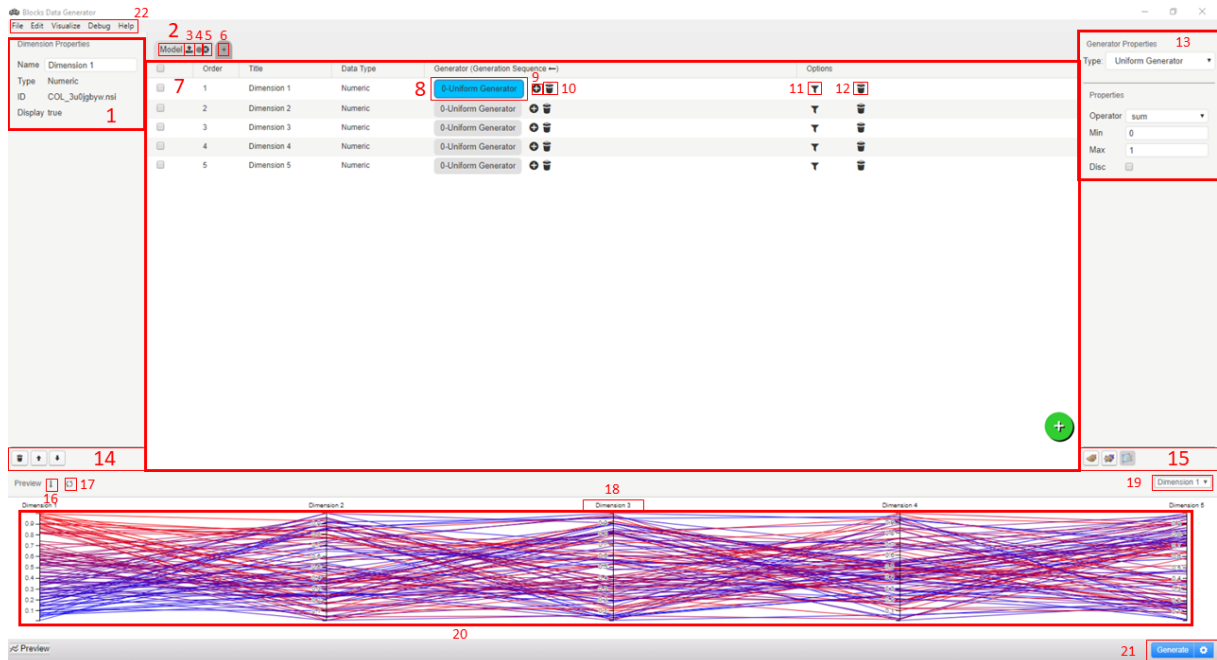 Blocks Data Generator
22
File Edit Visualize Debug Help
Dimension Properties
Name Dimension 1
Type Numeric
ID COL_3u0jgbyw.nsi
Display true
1
2 3 4 5 6
Model
Order Title Data Type Generator (Generation Sequence ⟵) Options
7 1 Dimension 1 Numeric 8 0-Uniform Generator 9 10 11 12
2 Dimension 2 Numeric 0-Uniform Generator
3 Dimension 3 Numeric 0-Uniform Generator
4 Dimension 4 Numeric 0-Uniform Generator
5 Dimension 5 Numeric 0-Uniform Generator
Generator Properties 13
Type: Uniform Generator
Properties
Operator sum
Min 0
Max 1
Disc
14
15
Preview 17
16
18
19 Dimension 1
Dimension 1 Dimension 2 Dimension 3 Dimension 4 Dimension 5
0.9
0.8
0.7
0.6
0.5
0.4
0.3
0.2
0.1
20
Preview
21 Generate